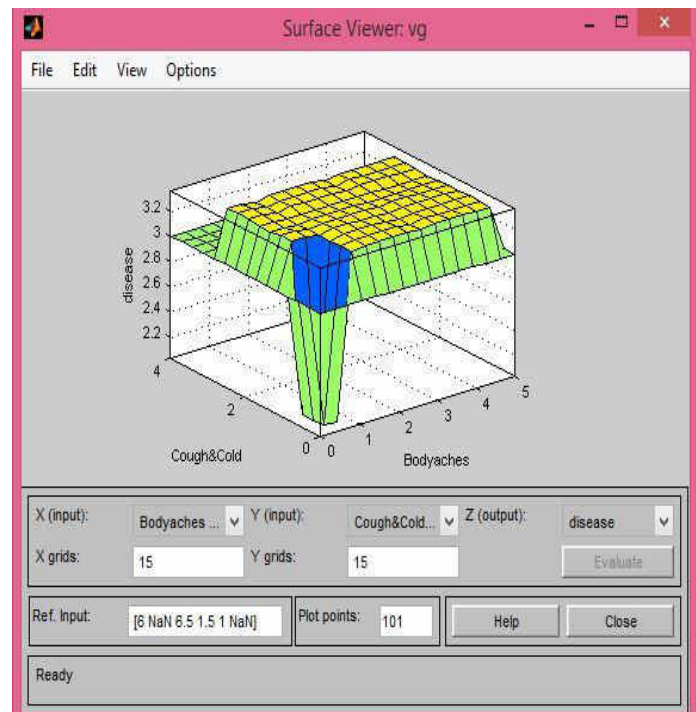 Surface Viewer: vg
File Edit View Options
3.2
3
2.8
2.6
2.4
2.2
disease
4
2
0
Cough&Cold
0
1
2
3
4
5
Bodyaches
X (input): Bodyaches ... Y (input): Cough&Cold... Z (output): disease
X grids: 15 Y grids: 15 Evaluate
Ref. Input: [6 NaN 6.5 1.5 1 NaN] Plot points: 101 Help Close
Ready